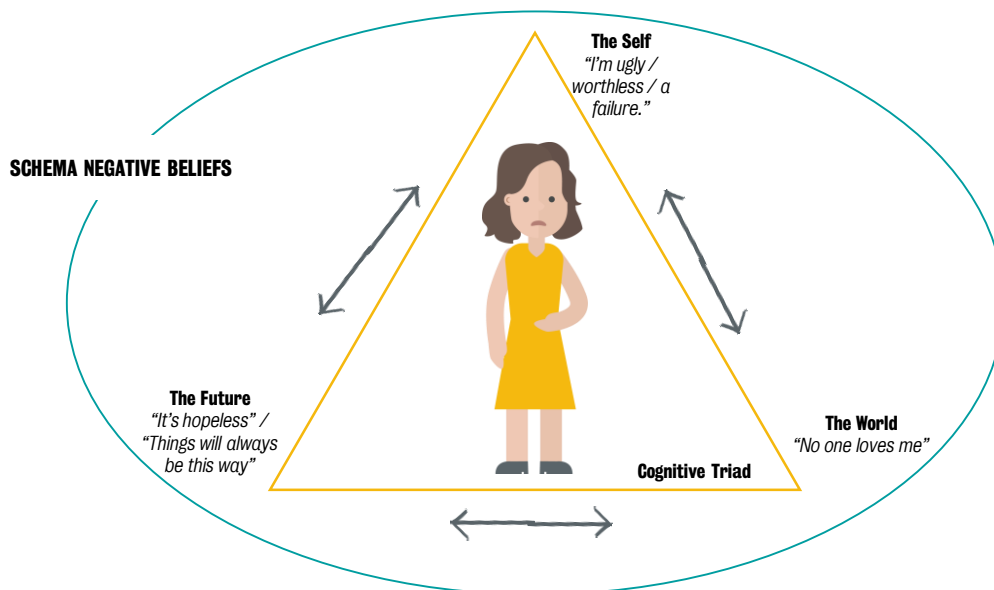 The Self
“I’m ugly /
worthless / a
failure.”
SCHEMA NEGATIVE BELIEFS
The Future
“It’s hopeless” /
“Things will always
be this way”
The World
“No one loves me”
Cognitive Triad